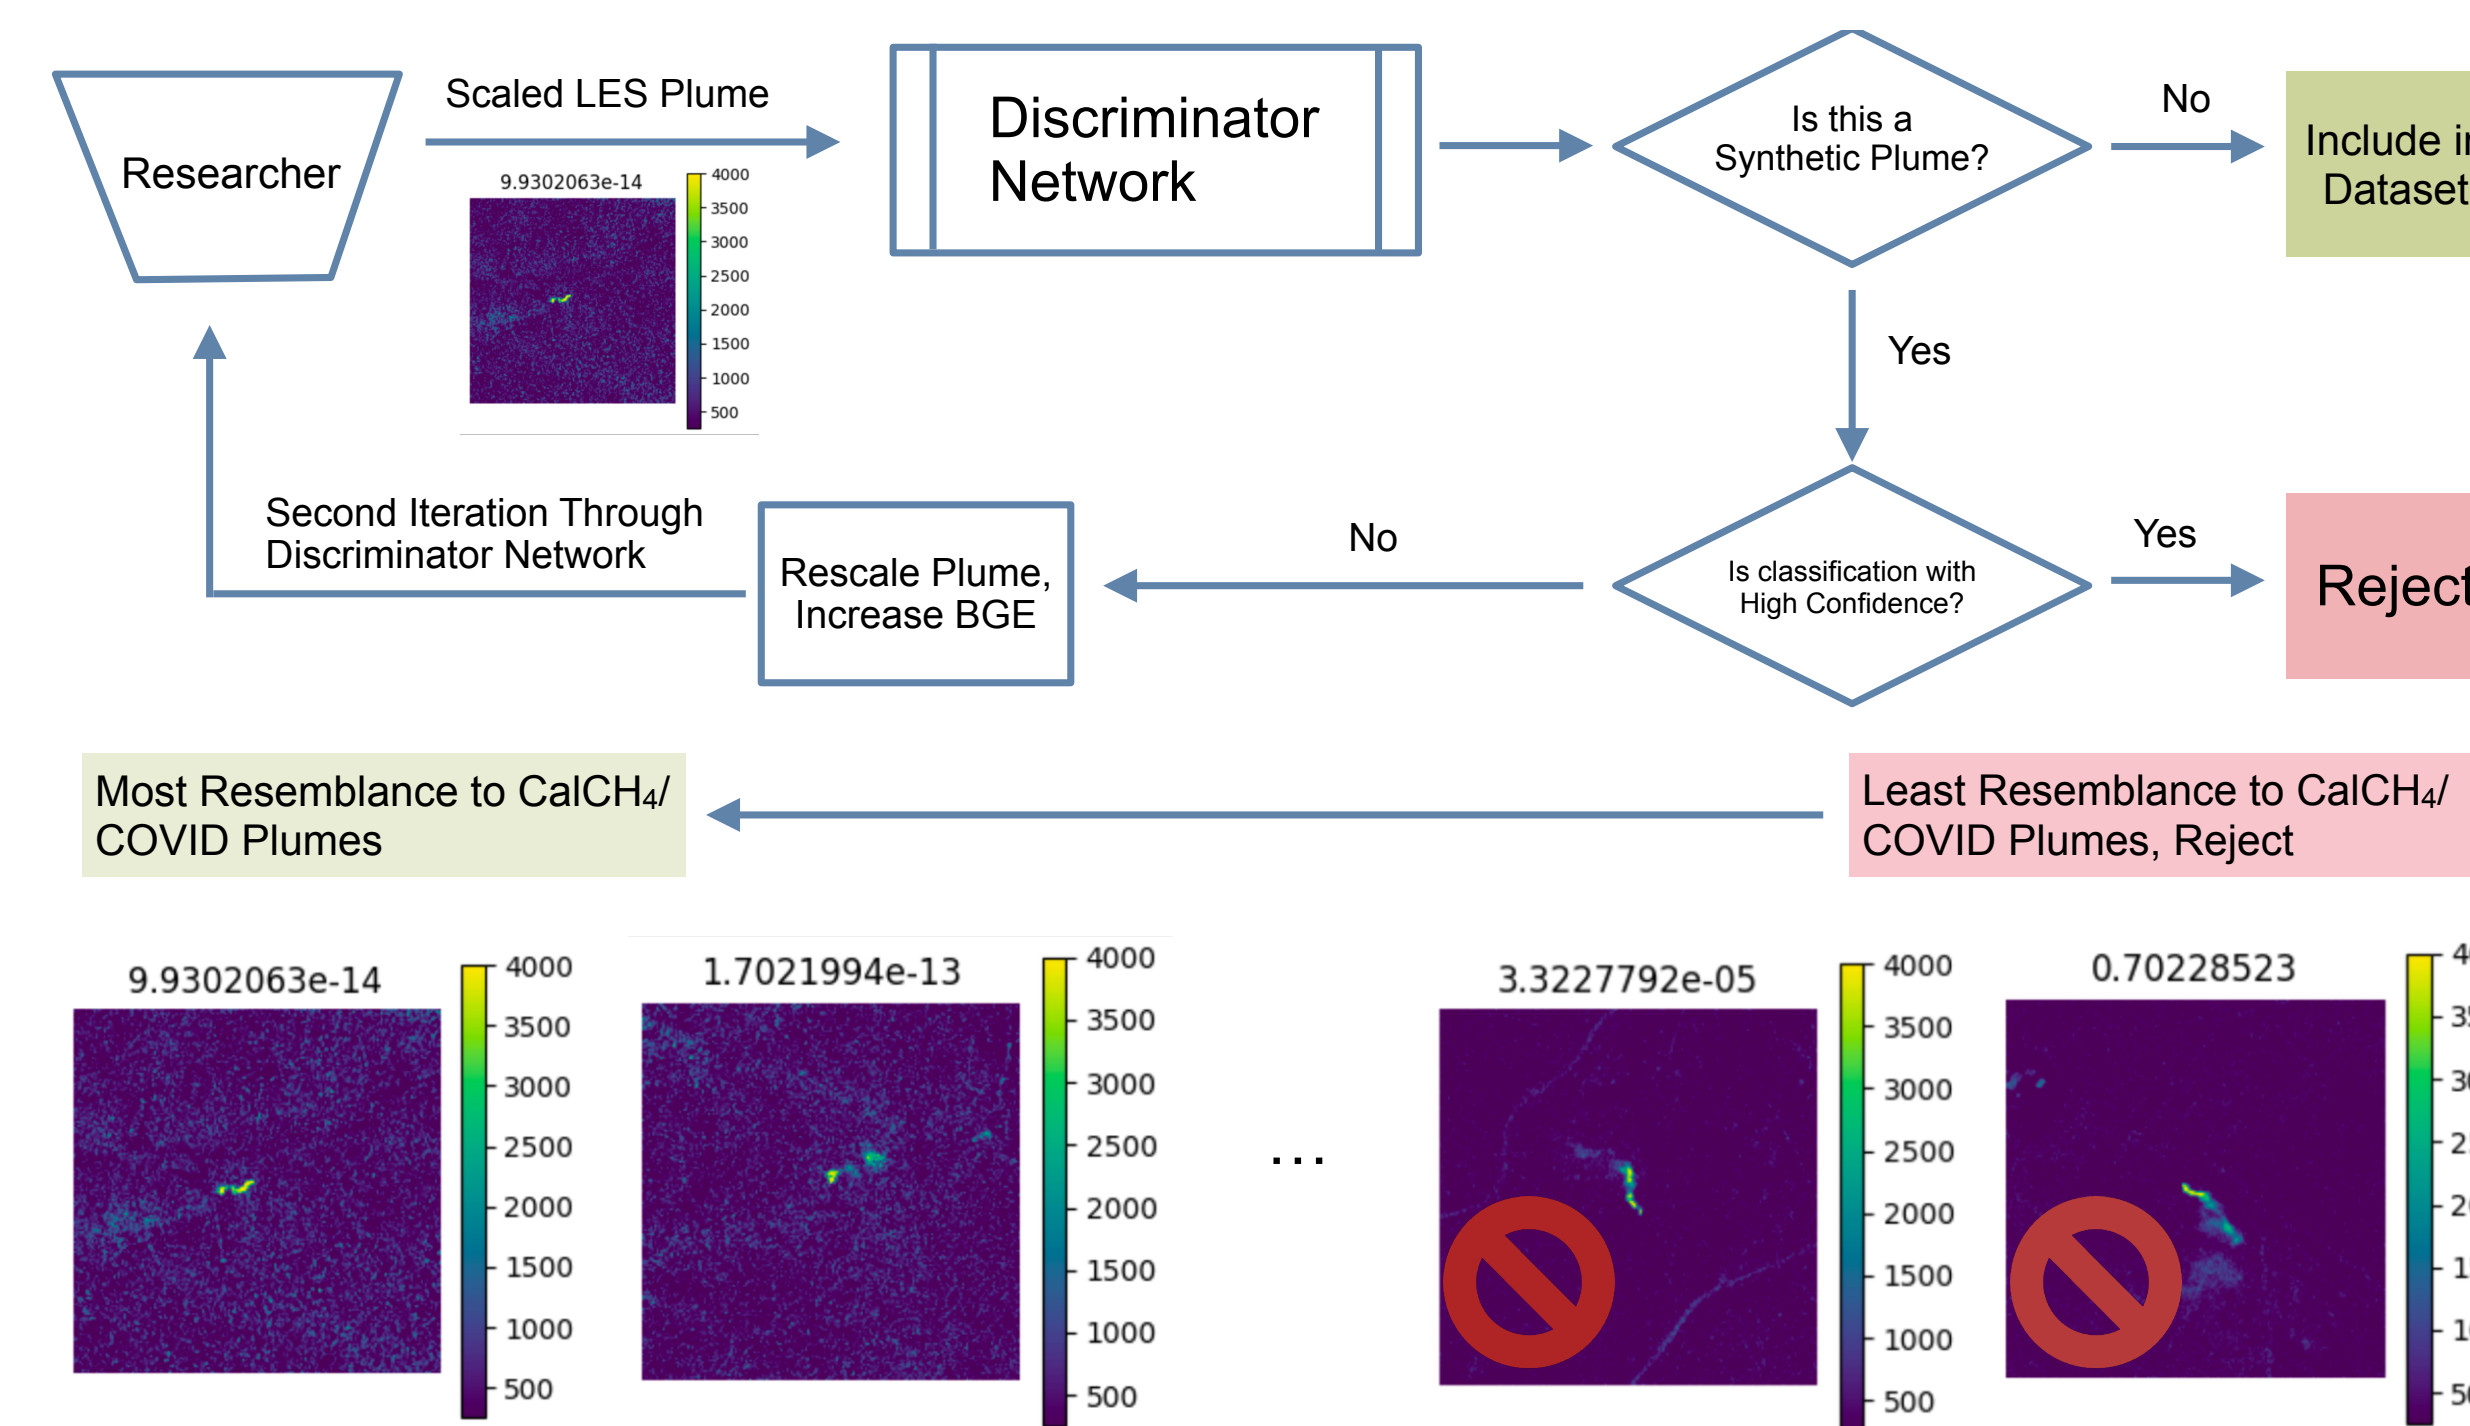 Researcher
Scaled LES Plume
9.9302063e-14
4000
3500
3000
2500
2000
1500
1000
500
Discriminator
Network
Is this a
Synthetic Plume?
No
Include
Dataset
Yes
Second Iteration Through
Discriminator Network
Rescale Plume,
Increase BGE
No
Is classification with
High Confidence?
Yes
Reject
Most Resemblance to CalCH₄/
COVID Plumes
Least Resemblance to CalCH₄/
COVID Plumes, Reject
9.9302063e-14
4000
3500
3000
2500
2000
1500
1000
500
1.7021994e-13
4000
3500
3000
2500
2000
1500
1000
500
...
3.3227792e-05
4000
3500
3000
2500
2000
1500
1000
500
0.70228523